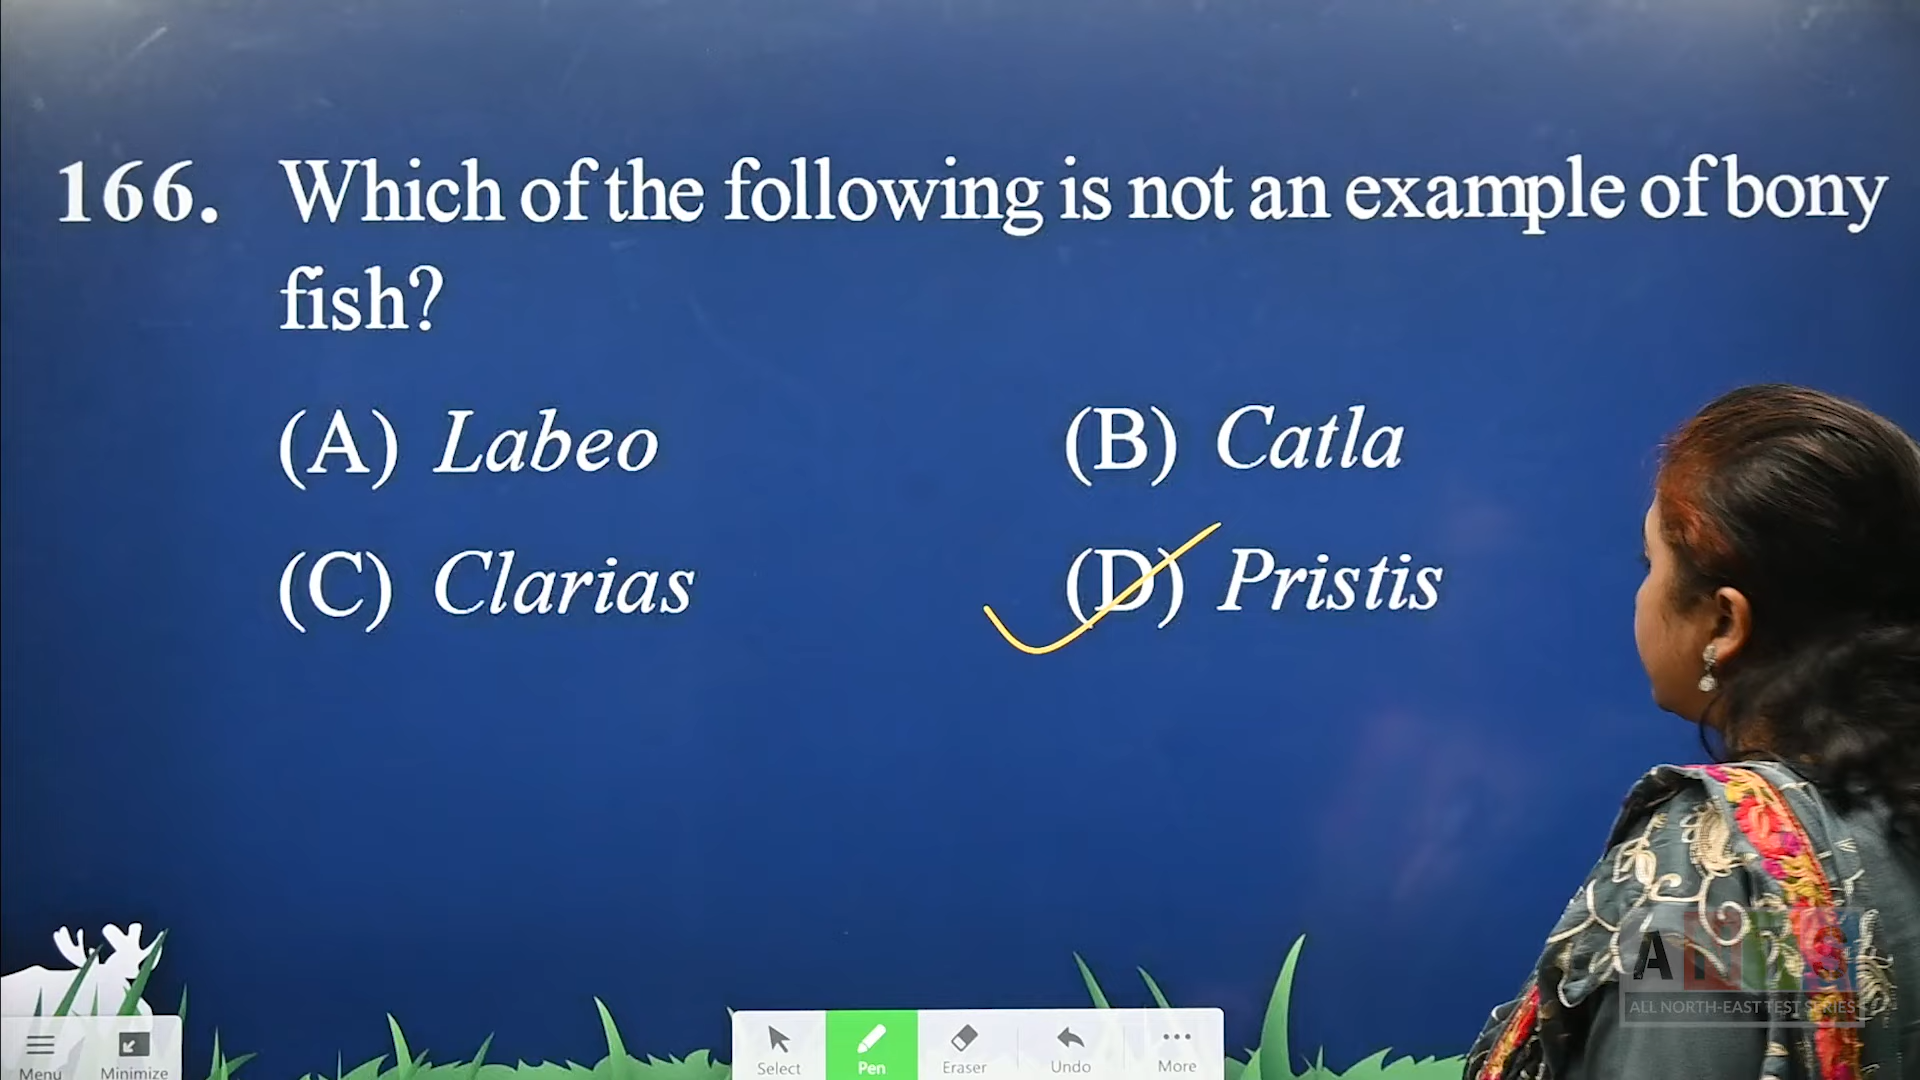 166. Which of the following is not an example of bony
fish?
(A) Labeo
(B) Catla
(C) Clarias
(D) Pristis
ANTS
ALL NORTH-EAST TEST SERIES
Menu
Minimize
Select
Pen
Eraser
Undo
More